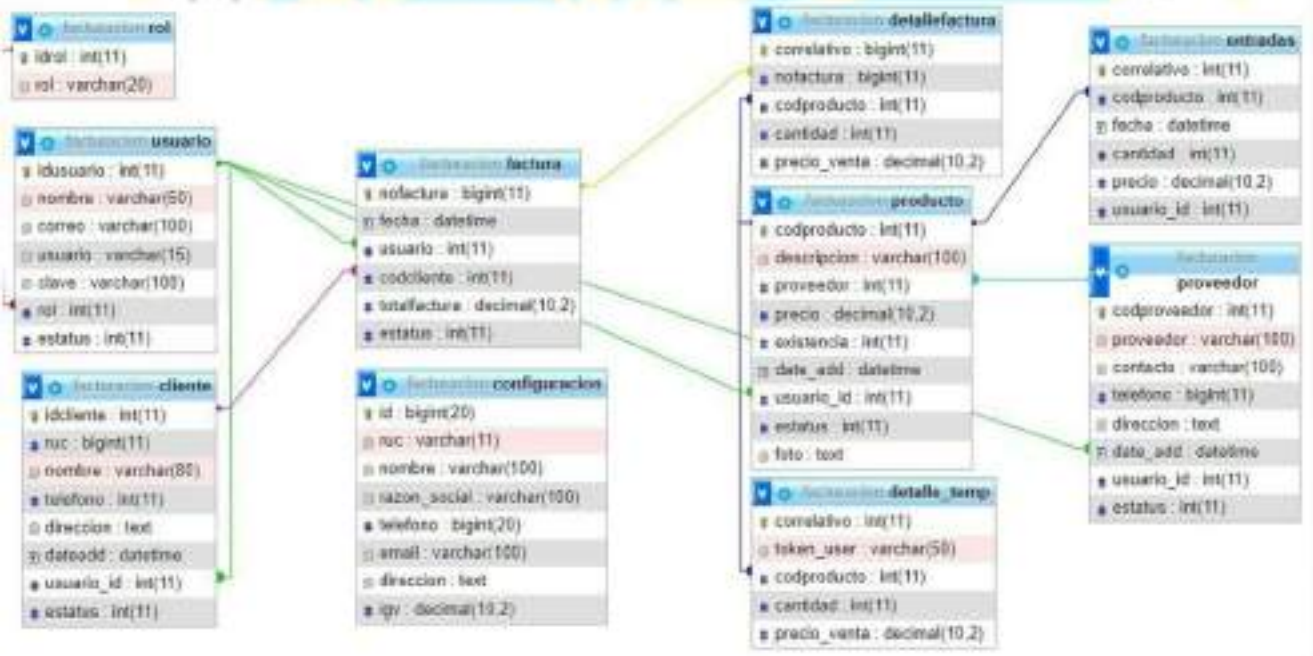 facturacion rol
idrol : int(11)
rol : varchar(20)
facturacion usuario
idusuario : int(11)
nombre : varchar(50)
correo : varchar(100)
usuario : varchar(15)
clave : varchar(100)
rol : int(11)
estatus : int(11)
facturacion cliente
idcliente : int(11)
ruc : bigint(11)
nombre : varchar(80)
telefono : int(11)
direccion : text
dateadd : datetime
usuario_id : int(11)
estatus : int(11)
facturacion factura
nofactura : bigint(11)
fecha : datetime
usuario : int(11)
codcliente : int(11)
totalfactura : decimal(10,2)
estatus : int(11)
facturacion configuracion
id : bigint(20)
ruc : varchar(11)
nombre : varchar(100)
razon_social : varchar(100)
telefono : bigint(20)
email : varchar(100)
direccion : text
igv : decimal(10,2)
facturacion detallefactura
correlativo : bigint(11)
nofactura : bigint(11)
codproducto : int(11)
cantidad : int(11)
precio_venta : decimal(10,2)
facturacion producto
codproducto : int(11)
descripcion : varchar(100)
proveedor : int(11)
precio : decimal(10,2)
existencia : int(11)
date_add : datetime
usuario_id : int(11)
estatus : int(11)
foto : text
facturacion detalle_temp
correlativo : int(11)
token_user : varchar(50)
codproducto : int(11)
cantidad : int(11)
precio_venta : decimal(10,2)
facturacion entradas
correlativo : int(11)
codproducto : int(11)
fecha : datetime
cantidad : int(11)
precio : decimal(10,2)
usuario_id : int(11)
facturacion
proveedor
codproveedor : int(11)
proveedor : varchar(100)
contacto : varchar(100)
telefono : bigint(11)
direccion : text
date_add : datetime
usuario_id : int(11)
estatus : int(11)